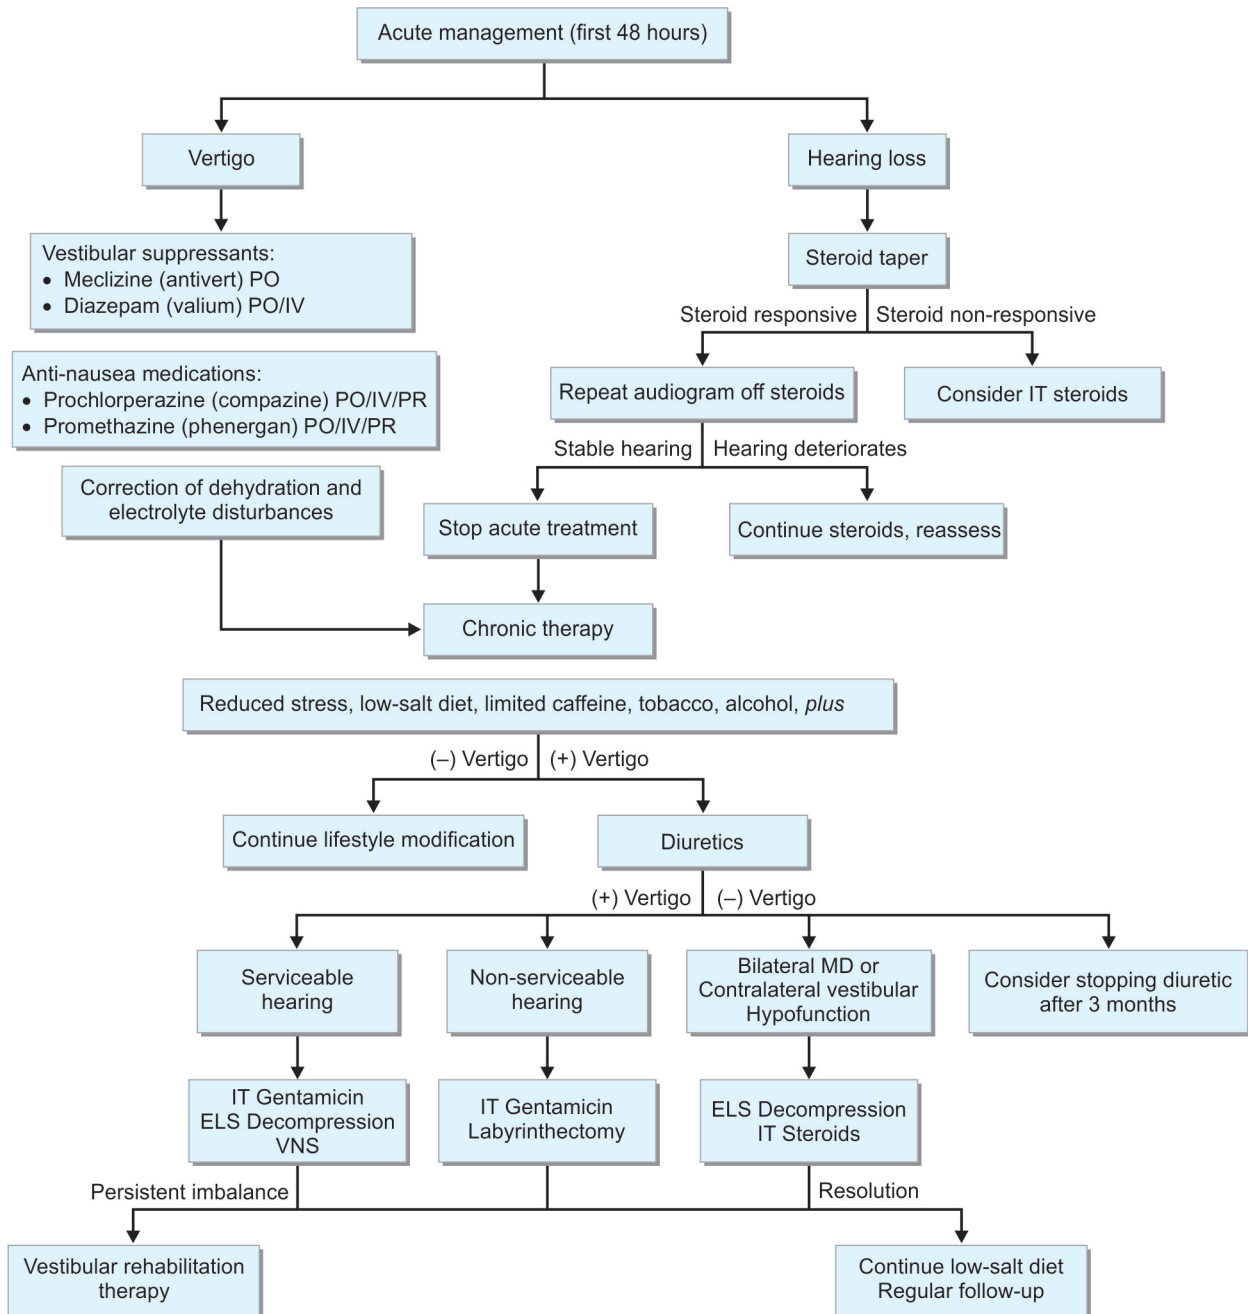 Acute management (first 48 hours)
Vertigo
Hearing loss
Vestibular suppressants:
• Meclizine (antivert) PO
• Diazepam (valium) PO/IV
Steroid taper
Steroid responsive
Steroid non-responsive
Anti-nausea medications:
• Prochlorperazine (compazine) PO/IV/PR
• Promethazine (phenergan) PO/IV/PR
Repeat audiogram off steroids
Consider IT steroids
Stable hearing
Hearing deteriorates
Correction of dehydration and
electrolyte disturbances
Stop acute treatment
Continue steroids, reassess
Chronic therapy
Reduced stress, low-salt diet, limited caffeine, tobacco, alcohol, plus
(–) Vertigo
(+) Vertigo
Continue lifestyle modification
Diuretics
(+) Vertigo
(–) Vertigo
Serviceable
hearing
Non-serviceable
hearing
Bilateral MD or
Contralateral vestibular
Hypofunction
Consider stopping diuretic
after 3 months
IT Gentamicin
ELS Decompression
VNS
IT Gentamicin
Labyrinthectomy
ELS Decompression
IT Steroids
Persistent imbalance
Resolution
Vestibular rehabilitation
therapy
Continue low-salt diet
Regular follow-up